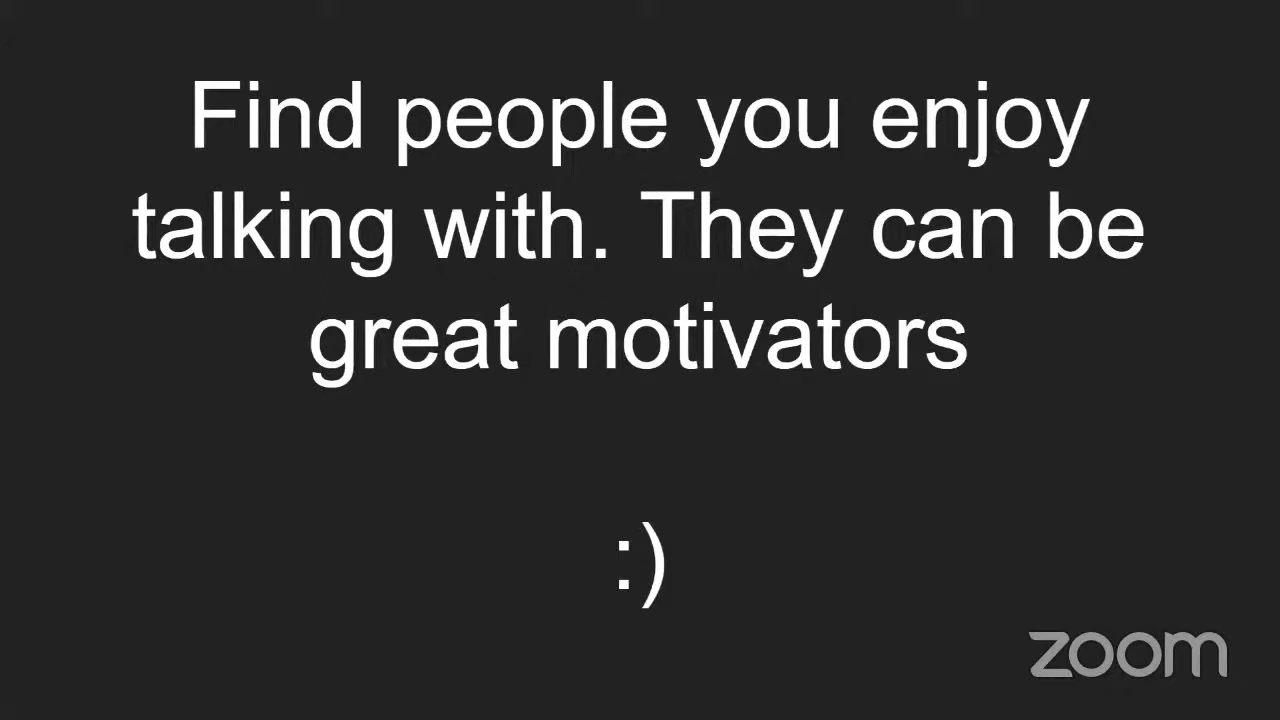 Find people you enjoy
talking with. They can be
great motivators
:)
zoom